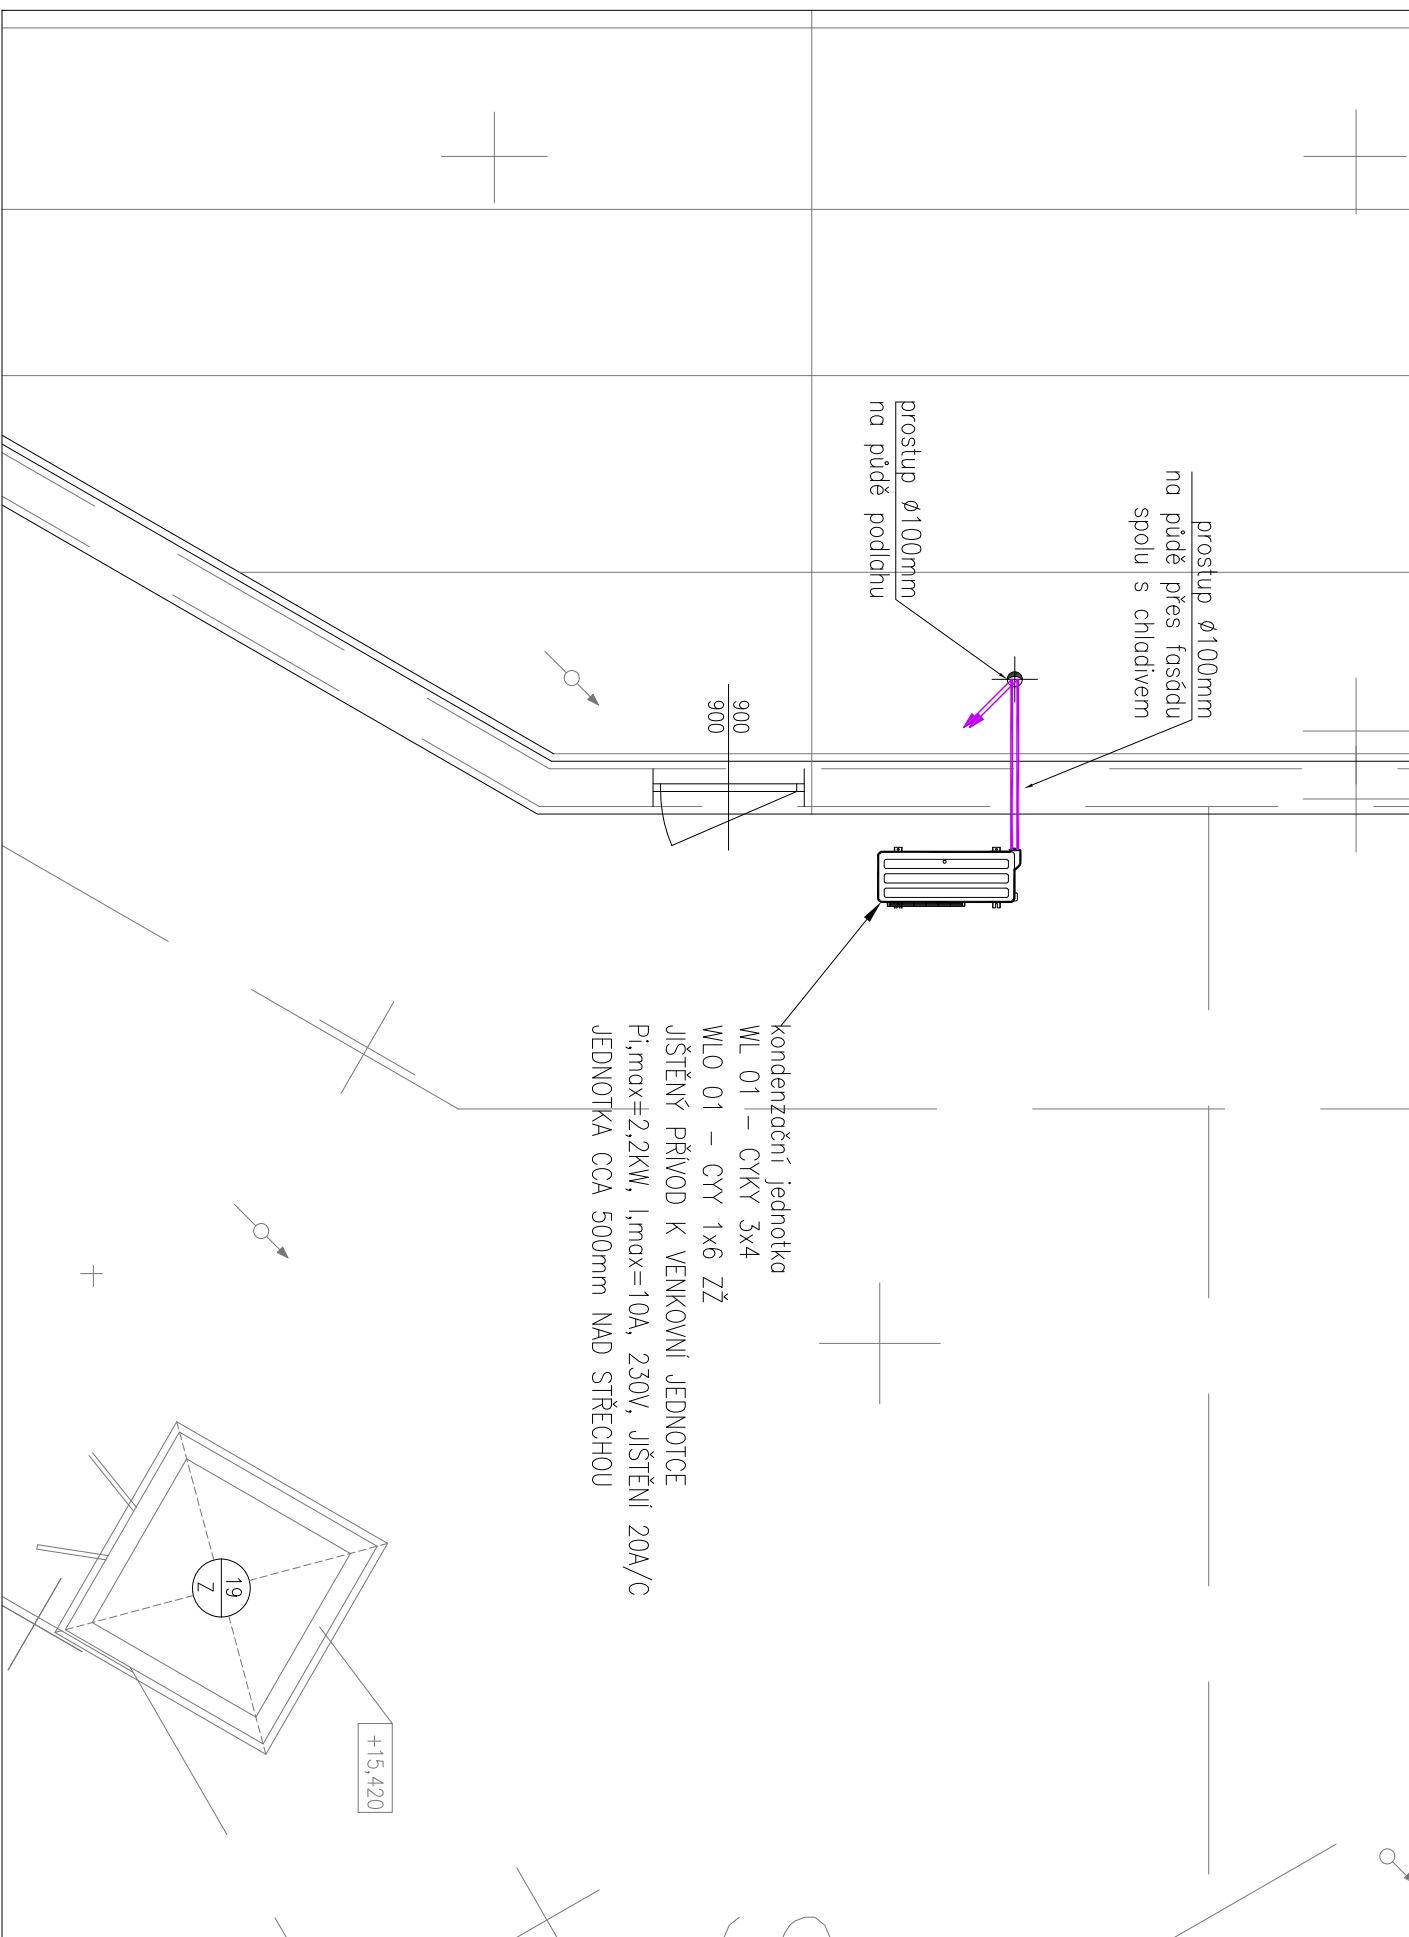 prostup ø100mm
na půdě přes fasádu
spolu s chladivem
prostup ø100mm
na půdě podlahu
900
900
kondenzační jednotka
WL 01 - CYKY 3x4
WLO 01 - CYY 1x6 ZŽ
JIŠTĚNÝ PŘÍVOD K VENKOVNÍ JEDNOTCE
Pi,max=2,2KW, I,max=10A, 230V, JIŠTĚNÍ 20A/C
JEDNOTKA CCA 500mm NAD STŘECHOU
19
Z
+15,420